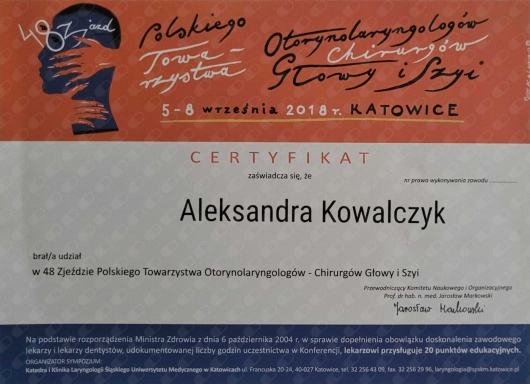 48 Zjazd
Polskiego
Towa-
rzystwa
Otorynolaryngologów
Chirurgów
Głowy i Szyi
5-8 września 2018 r. KATOWICE
CERTYFIKAT
zaświadcza się, że
nr prawa wykonywania zawodu
Aleksandra Kowalczyk
brał/a udział
w 48 Zjeździe Polskiego Towarzystwa Otorynolaryngologów - Chirurgów Głowy i Szyi
Przewodniczący Komitetu Naukowego i Organizacyjnego
Prof. dr hab. n. med. Jarosław Markowski
Jarosław Markowski
Na podstawie rozporządzenia Ministra Zdrowia z dnia 6 października 2004 r. w sprawie dopełnienia obowiązku doskonalenia zawodowego
lekarzy i lekarzy dentystów, udokumentowanej liczby godzin uczestnictwa w Konferencji, lekarzowi przysługuje 20 punktów edukacyjnych.
ORGANIZATOR SYMPOZJUM:
Katedra i Klinika Laryngologii Śląskiego Uniwersytetu Medycznego w Katowicach ul. Francuska 20-24, 40-027 Katowice, tel. 32 256 43 09, fax. 32 256 29 96, laryngologia@spskm.katowice.pl